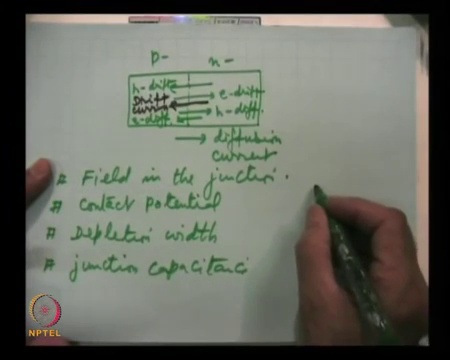 p- n-
h-drift
Drift e-drift
current h-diff.
e-diff.
→ diffusion
current
# Field in the junction.
# contact potential
# Depletion width
# junction capacitance
NPTEL